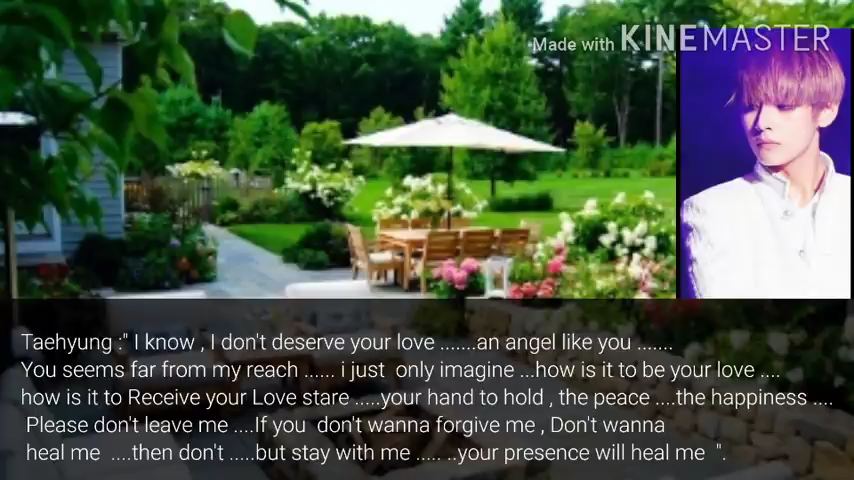 Made with KINEMASTER
Taehyung :" I know , I don't deserve your love .......an angel like you .......
You seems far from my reach ...... i just only imagine ...how is it to be your love ....
how is it to Receive your Love stare .....your hand to hold , the peace ....the happiness ....
Please don't leave me ....If you don't wanna forgive me , Don't wanna
heal me ....then don't .....but stay with me ..... ..your presence will heal me ".